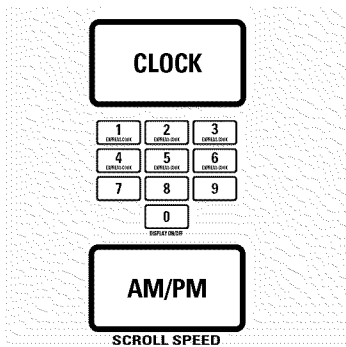 CLOCK
1 2 3
EXPRESS COOK EXPRESS COOK EXPRESS COOK
4 5 6
EXPRESS COOK EXPRESS COOK EXPRESS COOK
7 8 9
0
DISPLAY ON/OFF
AM/PM
SCROLL SPEED